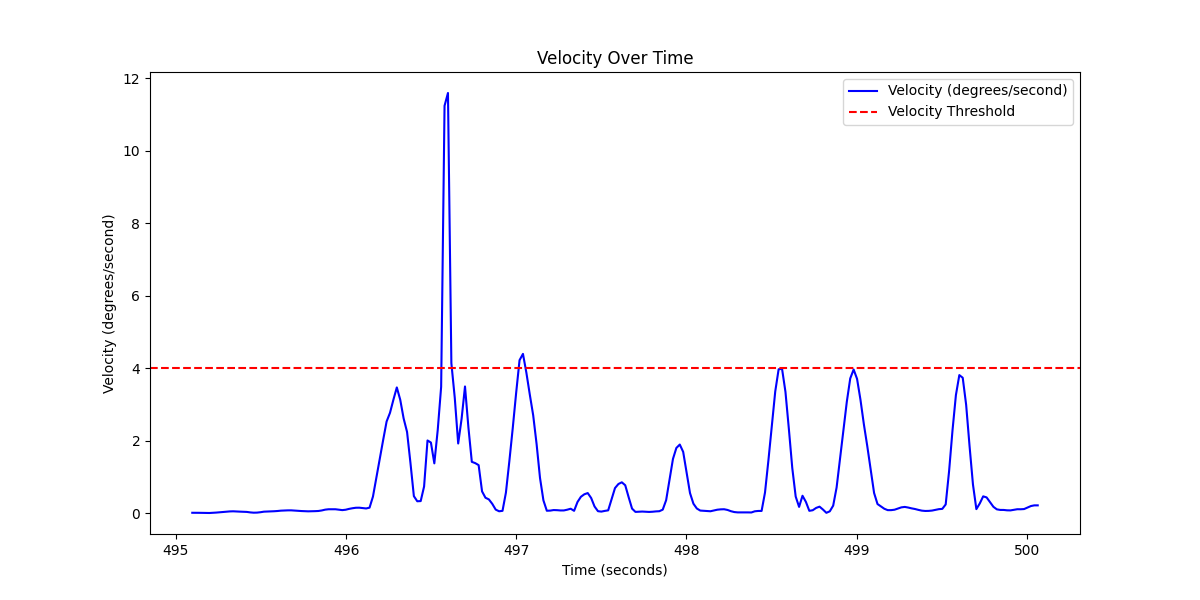 Velocity Over Time
Velocity (degrees/second)
Velocity Threshold
Velocity (degrees/second)
12
10
8
6
4
2
0
495 496 497 498 499 500
Time (seconds)